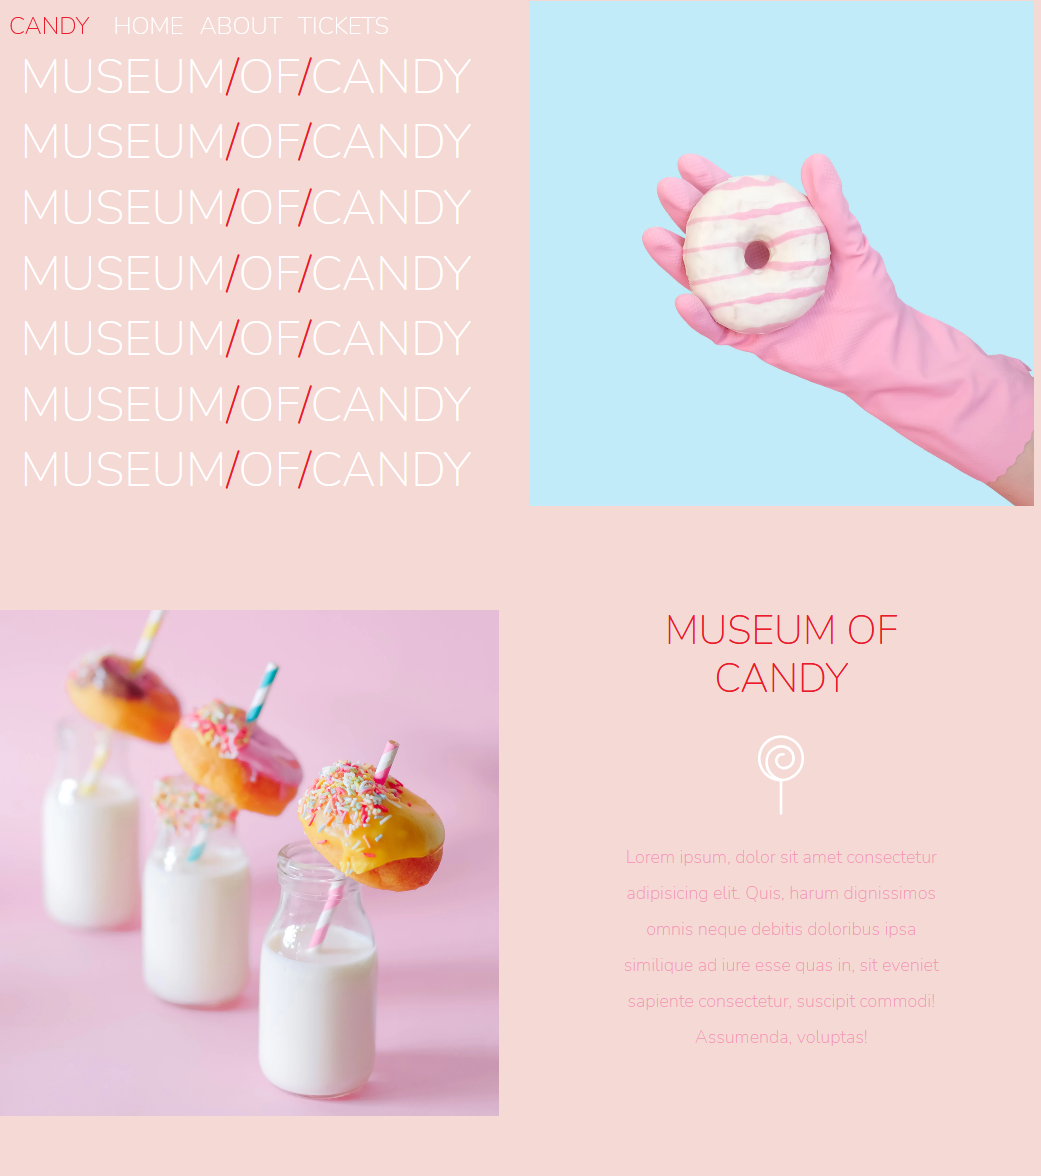 CANDY HOME ABOUT TICKETS
MUSEUM/OF/CANDY
MUSEUM/OF/CANDY
MUSEUM/OF/CANDY
MUSEUM/OF/CANDY
MUSEUM/OF/CANDY
MUSEUM/OF/CANDY
MUSEUM/OF/CANDY
MUSEUM OF
CANDY
Lorem ipsum, dolor sit amet consectetur
adipisicing elit. Quis, harum dignissimos
omnis neque debitis doloribus ipsa
similique ad iure esse quas in, sit eveniet
sapiente consectetur, suscipit commodi!
Assumenda, voluptas!